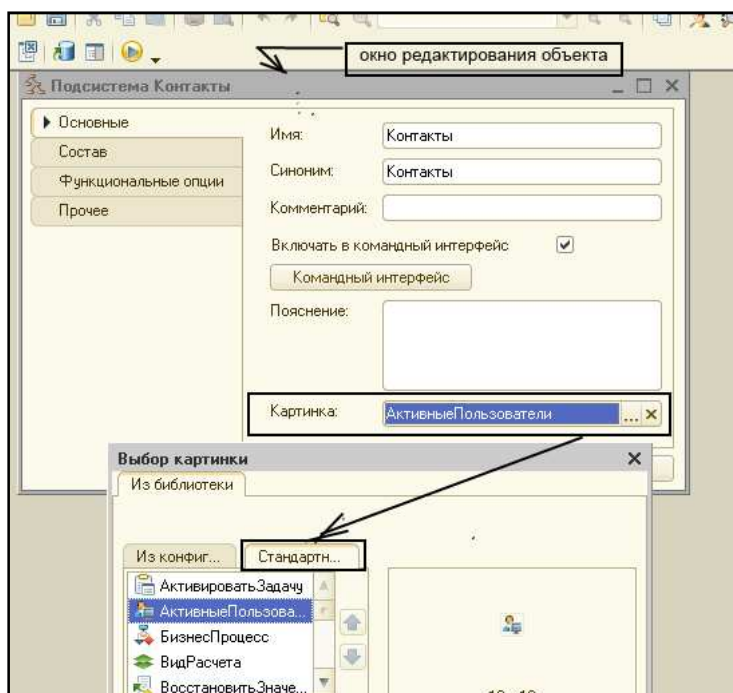 окно редактирования объекта
Подсистема Контакты
Основные
Состав
Функциональные опции
Прочее
Имя: Контакты
Синоним: Контакты
Комментарий:
Включать в командный интерфейс
Командный интерфейс
Пояснение:
Картинка: АктивныеПользователи ...
Выбор картинки
Из библиотеки
Из конфиг... Стандартн...
АктивироватьЗадачу
АктивныеПользова...
БизнесПроцесс
ВидРасчета
ВосстановитьЗначе...